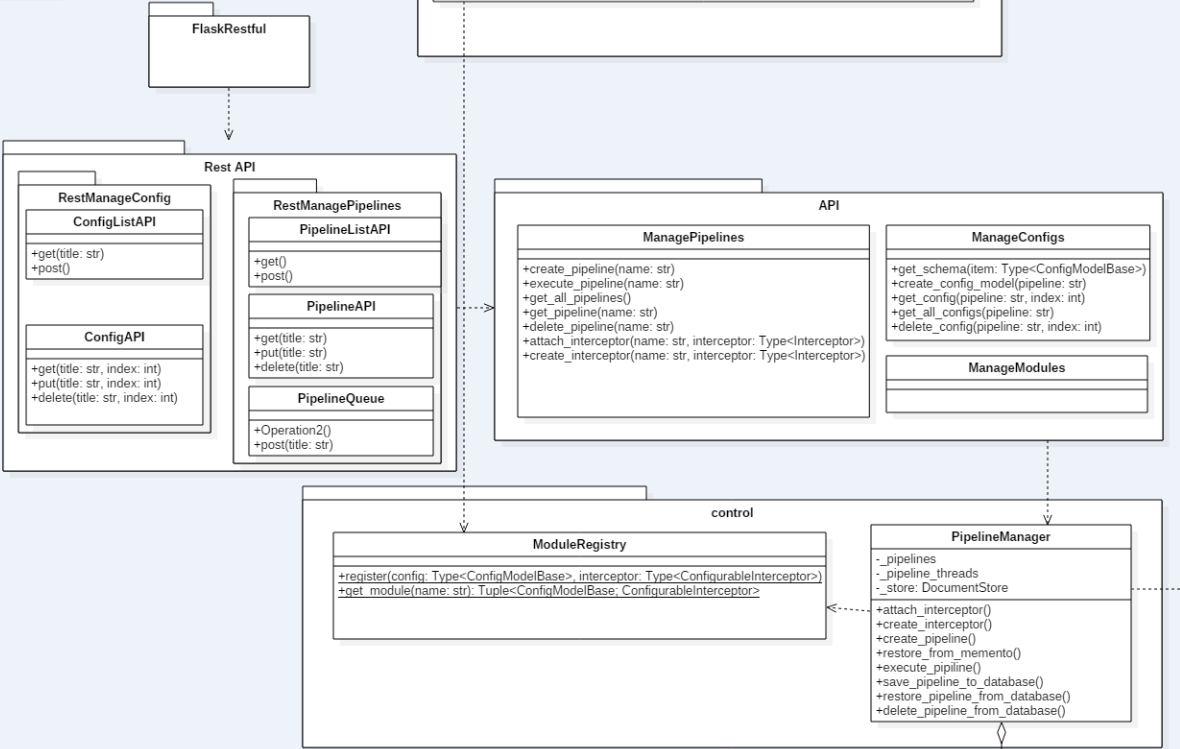 FlaskRestful
Rest API
RestManageConfig
ConfigListAPI
+get(title: str)
+post()
ConfigAPI
+get(title: str, index: int)
+put(title: str, index: int)
+delete(title: str, index: int)
RestManagePipelines
PipelineListAPI
+get()
+post()
PipelineAPI
+get(title: str)
+put(title: str)
+delete(title: str)
PipelineQueue
+Operation2()
+post(title: str)
API
ManagePipelines
+create_pipeline(name: str)
+execute_pipeline(name: str)
+get_all_pipelines()
+get_pipeline(name: str)
+delete_pipeline(name: str)
+attach_interceptor(name: str, interceptor: Type<Interceptor>)
+create_interceptor(name: str, interceptor: Type<Interceptor>)
ManageConfigs
+get_schema(item: Type<ConfigModelBase>)
+create_config_model(pipeline: str)
+get_config(pipeline: str, index: int)
+get_all_configs(pipeline: str)
+delete_config(pipeline: str, index: int)
ManageModules
control
ModuleRegistry
+register(config: Type<ConfigModelBase>, interceptor: Type<ConfigurableInterceptor>)
+get_module(name: str): Tuple<ConfigModelBase; ConfigurableInterceptor>
PipelineManager
-_pipelines
-_pipeline_threads
-_store: DocumentStore
+attach_interceptor()
+create_interceptor()
+create_pipeline()
+restore_from_memento()
+execute_pipiline()
+save_pipeline_to_database()
+restore_pipeline_from_database()
+delete_pipeline_from_database()